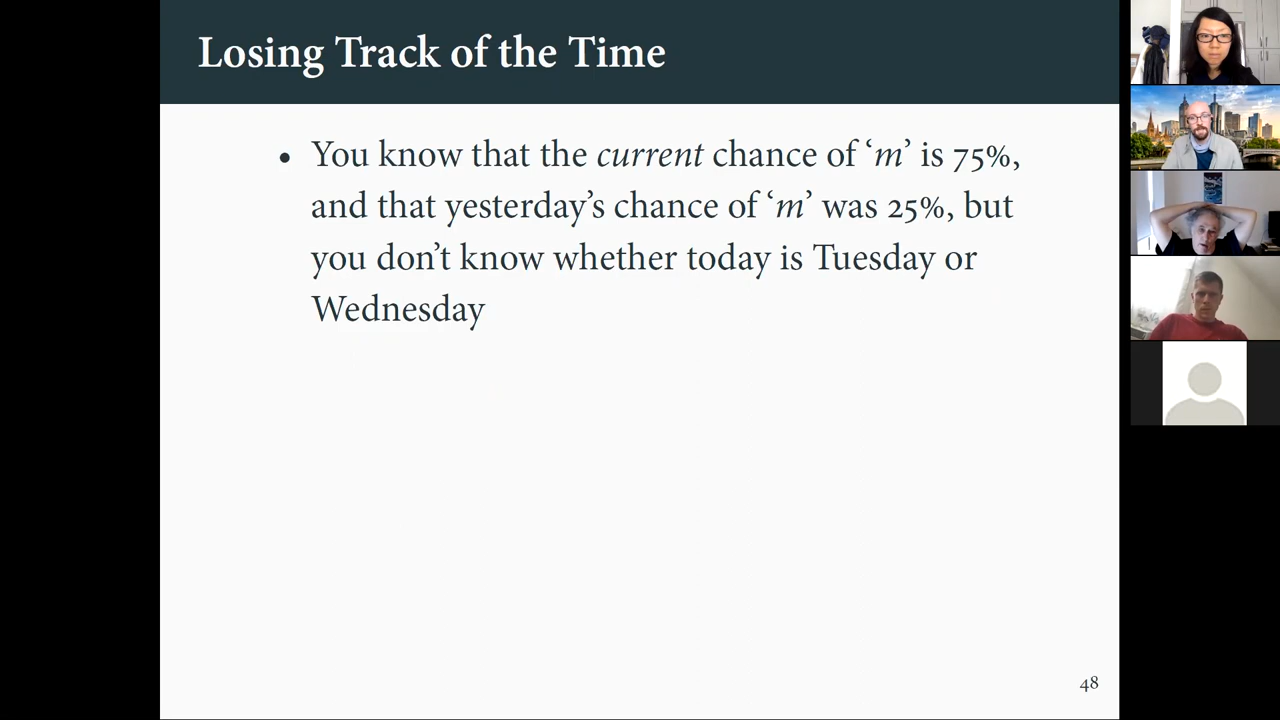 Losing Track of the Time
• You know that the current chance of ‘m’ is 75%,
and that yesterday’s chance of ‘m’ was 25%, but
you don’t know whether today is Tuesday or
Wednesday
48